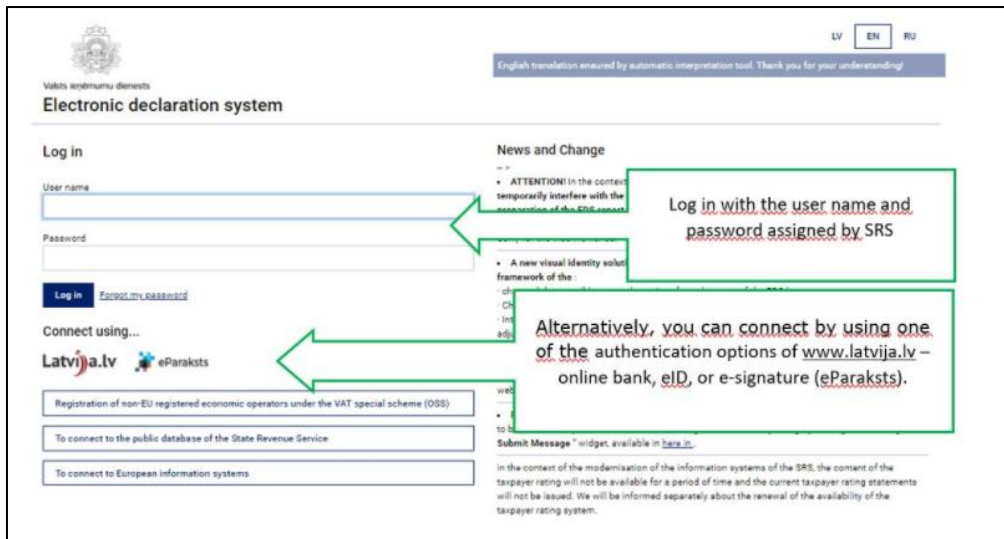 LV EN RU
English translation ensured by automatic interpretation tool. Thank you for your understanding!
Valsts ieņēmumu dienests
Electronic declaration system
Log in
User name
Password
Log in Forgot my password
Connect using...
Latvija.lv eParaksts
Registration of non-EU registered economic operators under the VAT special scheme (OSS)
To connect to the public database of the State Revenue Service
To connect to European information systems
News and Change
-- >
• ATTENTION! In the context
temporarily interfere with the
preparation of the EDS report
• A new visual identity soluti
framework of the :
Log in with the user name and
password assigned by SRS
Alternatively, you can connect by using one
of the authentication options of www.latvija.lv –
online bank, eID, or e-signature (eParaksts).
web
to b
Submit Message " widget, available in here in .
in the context of the modernisation of the information systems of the SRS, the content of the
taxpayer rating will not be available for a period of time and the current taxpayer rating statements
will not be issued. We will be informed separately about the renewal of the availability of the
taxpayer rating system.